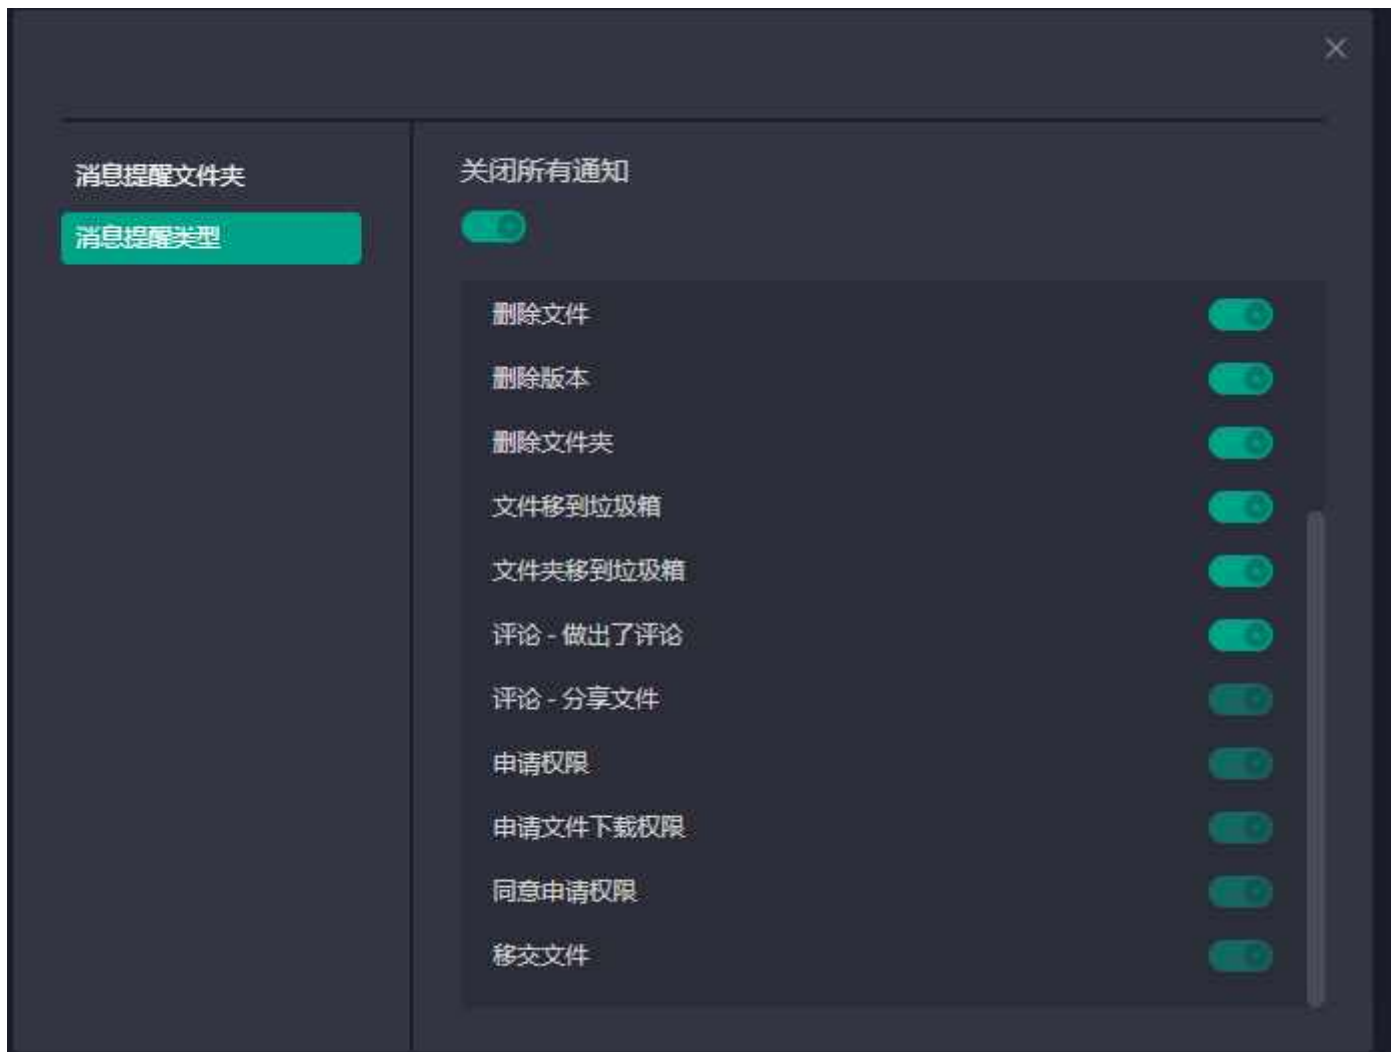 消息提醒文件夹
消息提醒类型
关闭所有通知
删除文件
删除版本
删除文件夹
文件移到垃圾箱
文件夹移到垃圾箱
评论 - 做出了评论
评论 - 分享文件
申请权限
申请文件下载权限
同意申请权限
移交文件